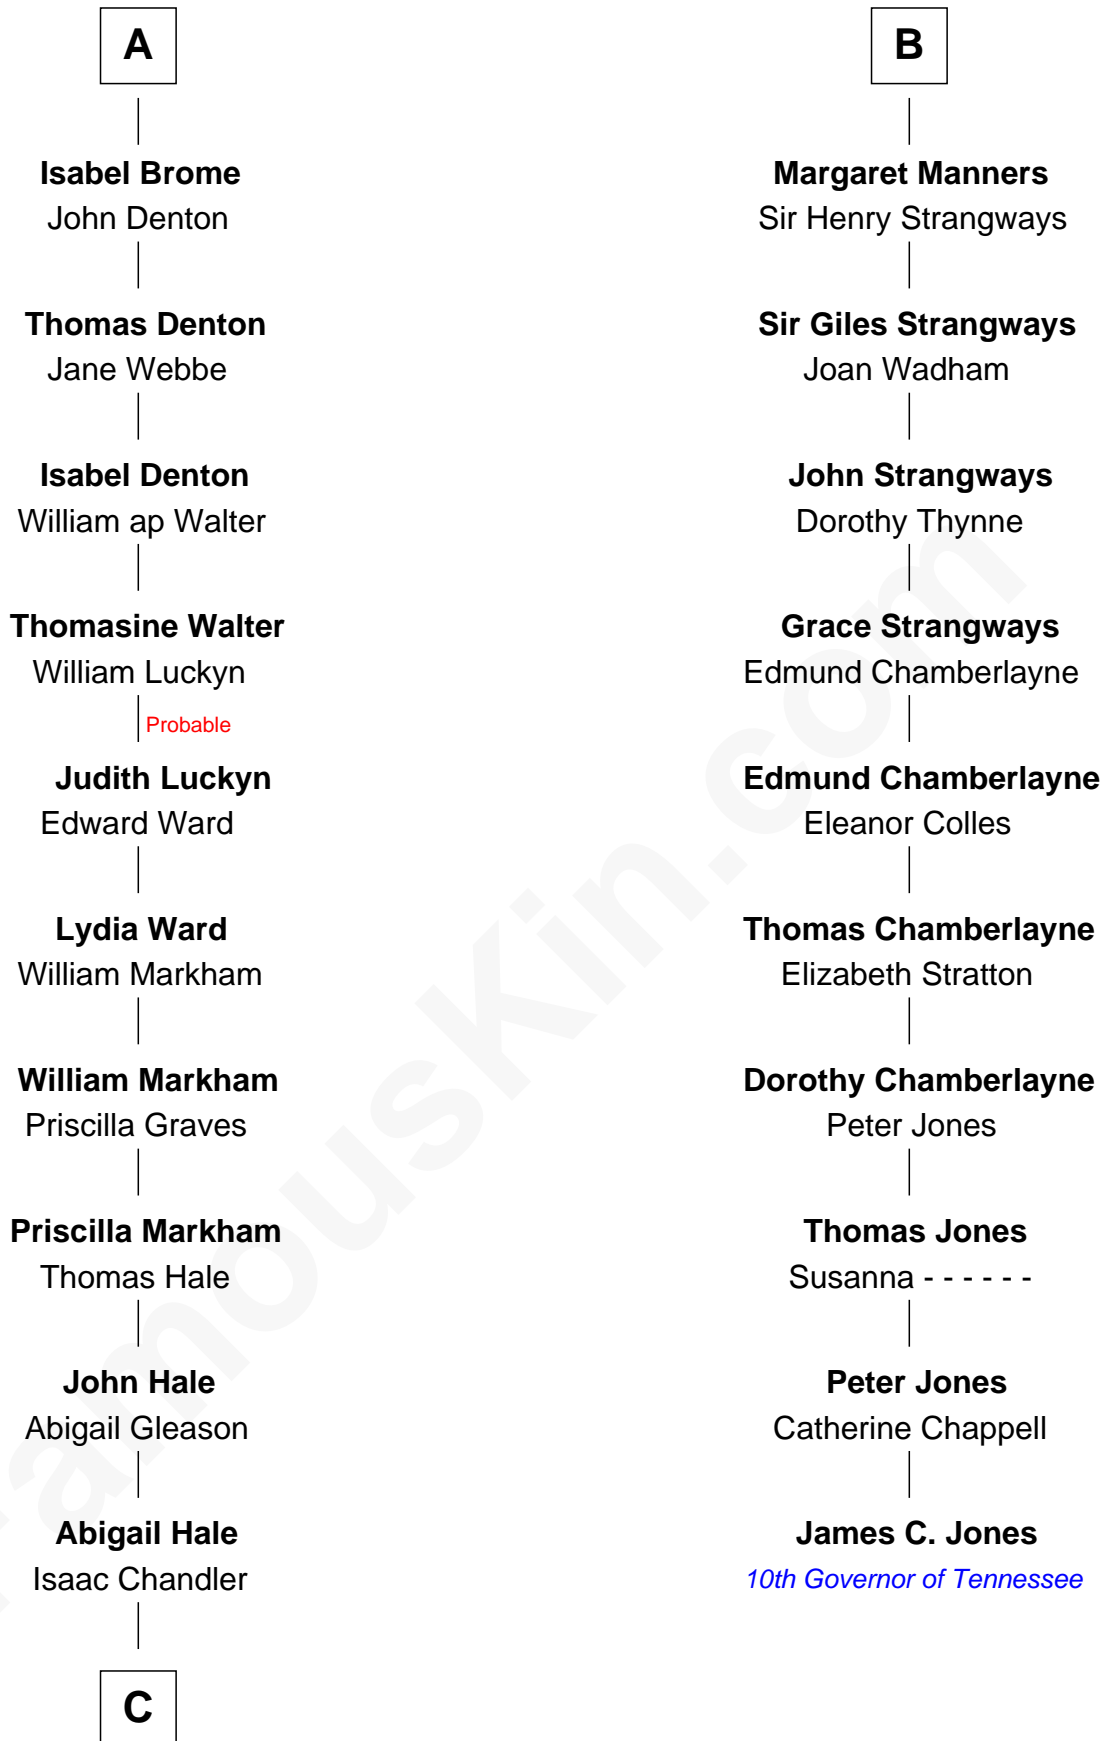 A
Isabel Brome
John Denton
Thomas Denton
Jane Webbe
Isabel Denton
William ap Walter
Thomasine Walter
William Luckyn
Probable
Judith Luckyn
Edward Ward
Lydia Ward
William Markham
William Markham
Priscilla Graves
Priscilla Markham
Thomas Hale
John Hale
Abigail Gleason
Abigail Hale
Isaac Chandler
C
B
Margaret Manners
Sir Henry Strangways
Sir Giles Strangways
Joan Wadham
John Strangways
Dorothy Thynne
Grace Strangways
Edmund Chamberlayne
Edmund Chamberlayne
Eleanor Colles
Thomas Chamberlayne
Elizabeth Stratton
Dorothy Chamberlayne
Peter Jones
Thomas Jones
Susanna - - - - - -
Peter Jones
Catherine Chappell
James C. Jones
10th Governor of Tennessee
FamousKin.com